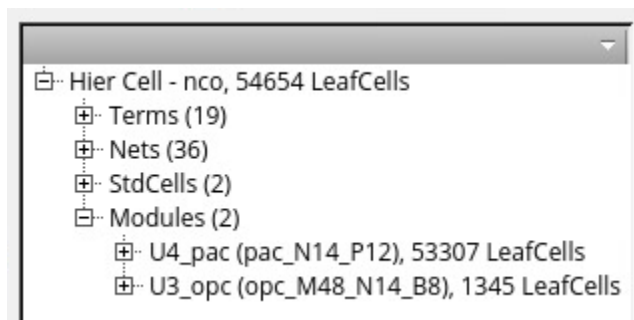 Hier Cell - nco, 54654 LeafCells
Terms (19)
Nets (36)
StdCells (2)
Modules (2)
U4_pac (pac_N14_P12), 53307 LeafCells
U3_opc (opc_M48_N14_B8), 1345 LeafCells